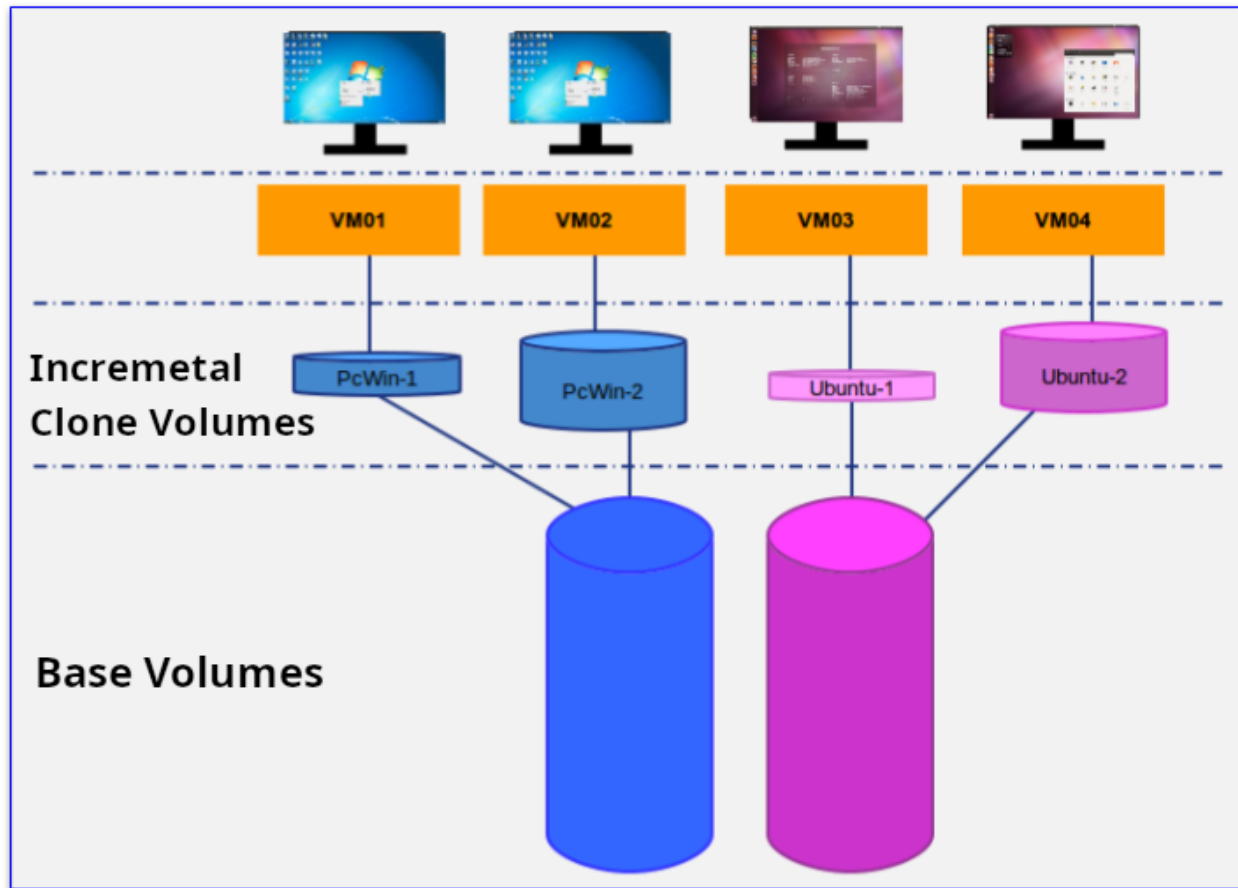 VM01
VM02
VM03
VM04
Incremetal
Clone Volumes
PcWin-1
PcWin-2
Ubuntu-1
Ubuntu-2
Base Volumes